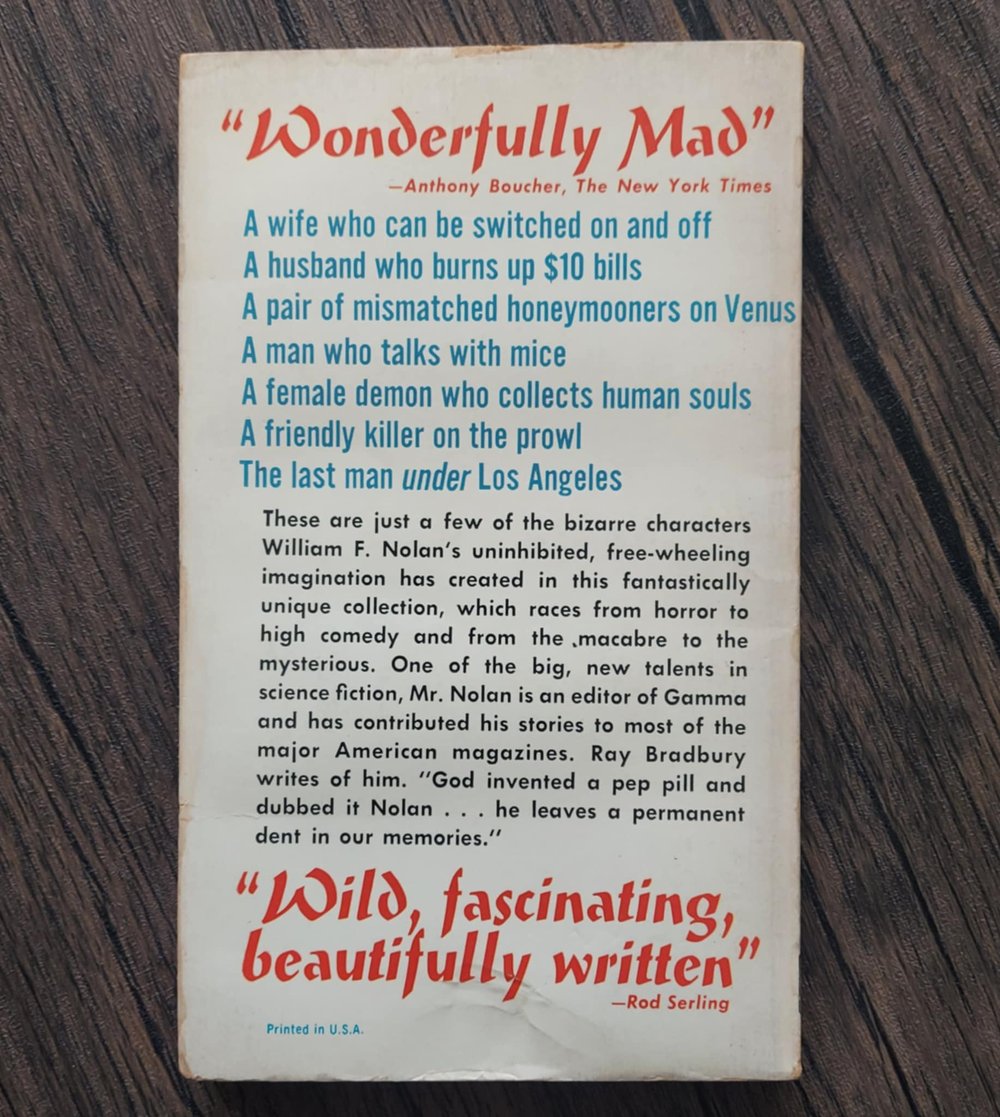 “Wonderfully Mad”
—Anthony Boucher, The New York Times
A wife who can be switched on and off
A husband who burns up $10 bills
A pair of mismatched honeymooners on Venus
A man who talks with mice
A female demon who collects human souls
A friendly killer on the prowl
The last man under Los Angeles
These are just a few of the bizarre characters
William F. Nolan's uninhibited, free-wheeling
imagination has created in this fantastically
unique collection, which races from horror to
high comedy and from the macabre to the
mysterious. One of the big, new talents in
science fiction, Mr. Nolan is an editor of Gamma
and has contributed his stories to most of the
major American magazines. Ray Bradbury
writes of him. "God invented a pep pill and
dubbed it Nolan . . . he leaves a permanent
dent in our memories."
“Wild, fascinating,
beautifully written”
—Rod Serling
Printed in U.S.A.